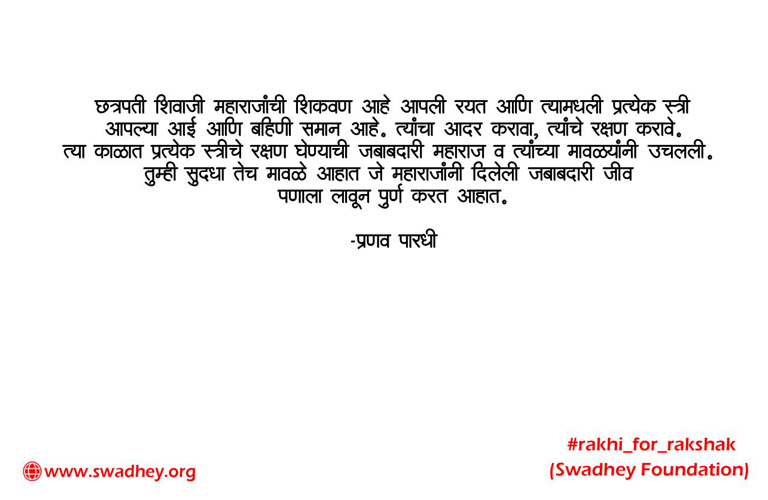 छत्रपती शिवाजी महाराजांची शिकवण आहे आपली रयत आणि त्यामधली प्रत्येक स्त्री
आपल्या आई आणि बहिणी समान आहे. त्यांचा आदर करावा, त्यांचे रक्षण करावे.
त्या काळात प्रत्येक स्त्रीचे रक्षण घेण्याची जबाबदारी महाराज व त्यांच्या मावळयांनी उचलली.
तुम्ही सुदधा तेच मावळे आहात जे महाराजांनी दिलेली जबाबदारी जीव
पणाला लावून पुर्ण करत आहात.
-प्रणव पारधी
#rakhi_for_rakshak
www.swadhey.org
(Swadhey Foundation)